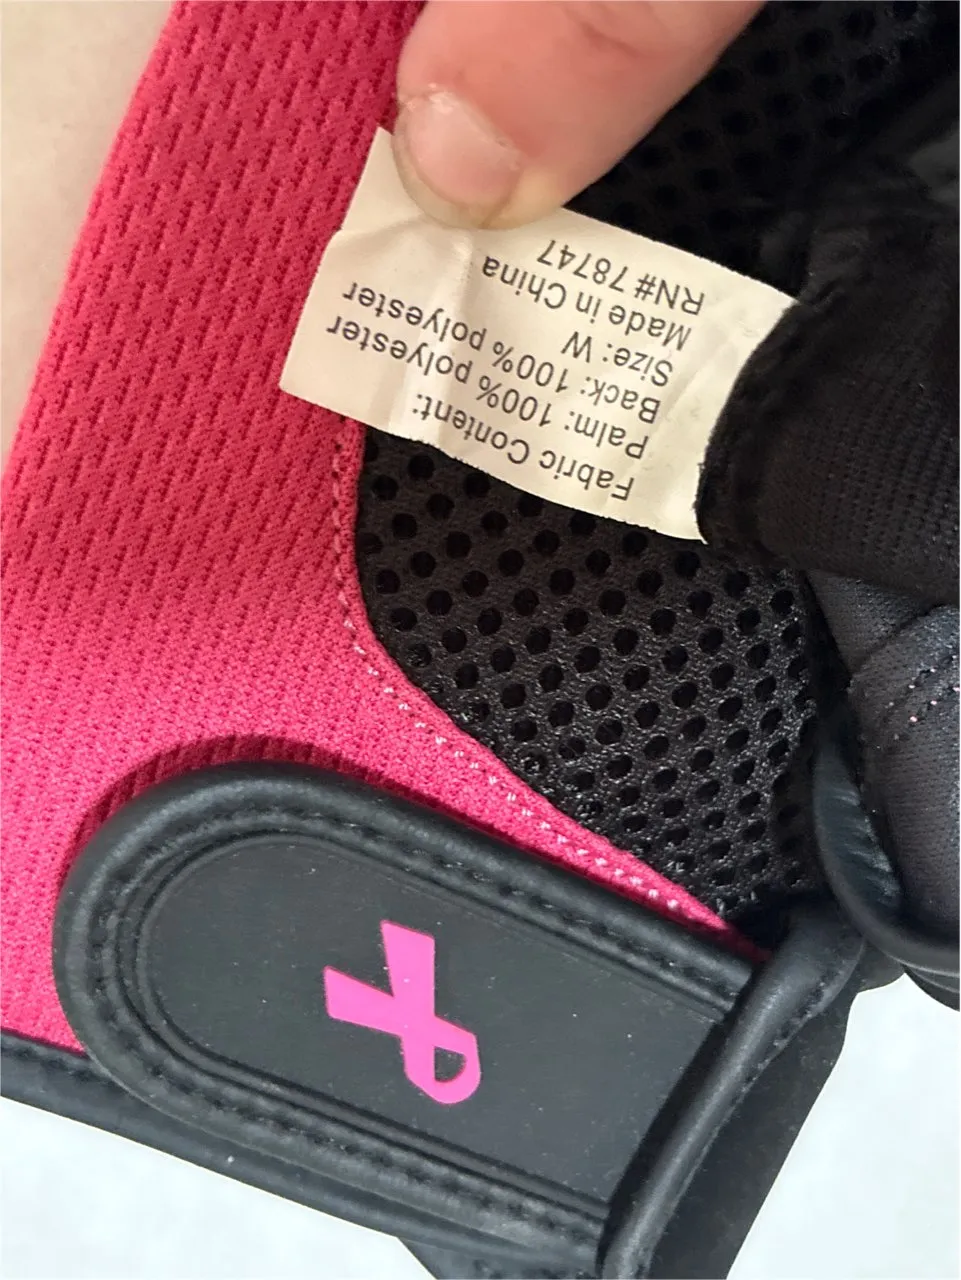 Fabric Content:
Palm: 100% polyester
Back: 100% polyester
Size: W
Made in China
RN# 78747